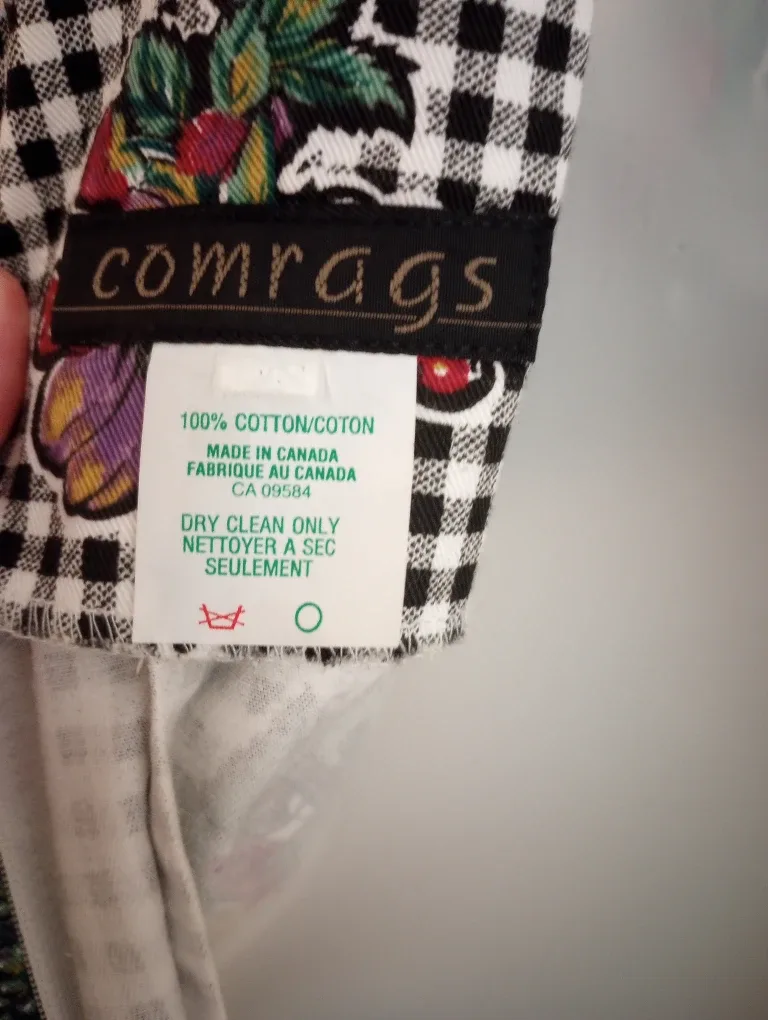 comrags
100% COTTON/COTON
MADE IN CANADA
FABRIQUE AU CANADA
CA 09584
DRY CLEAN ONLY
NETTOYER A SEC
SEULEMENT